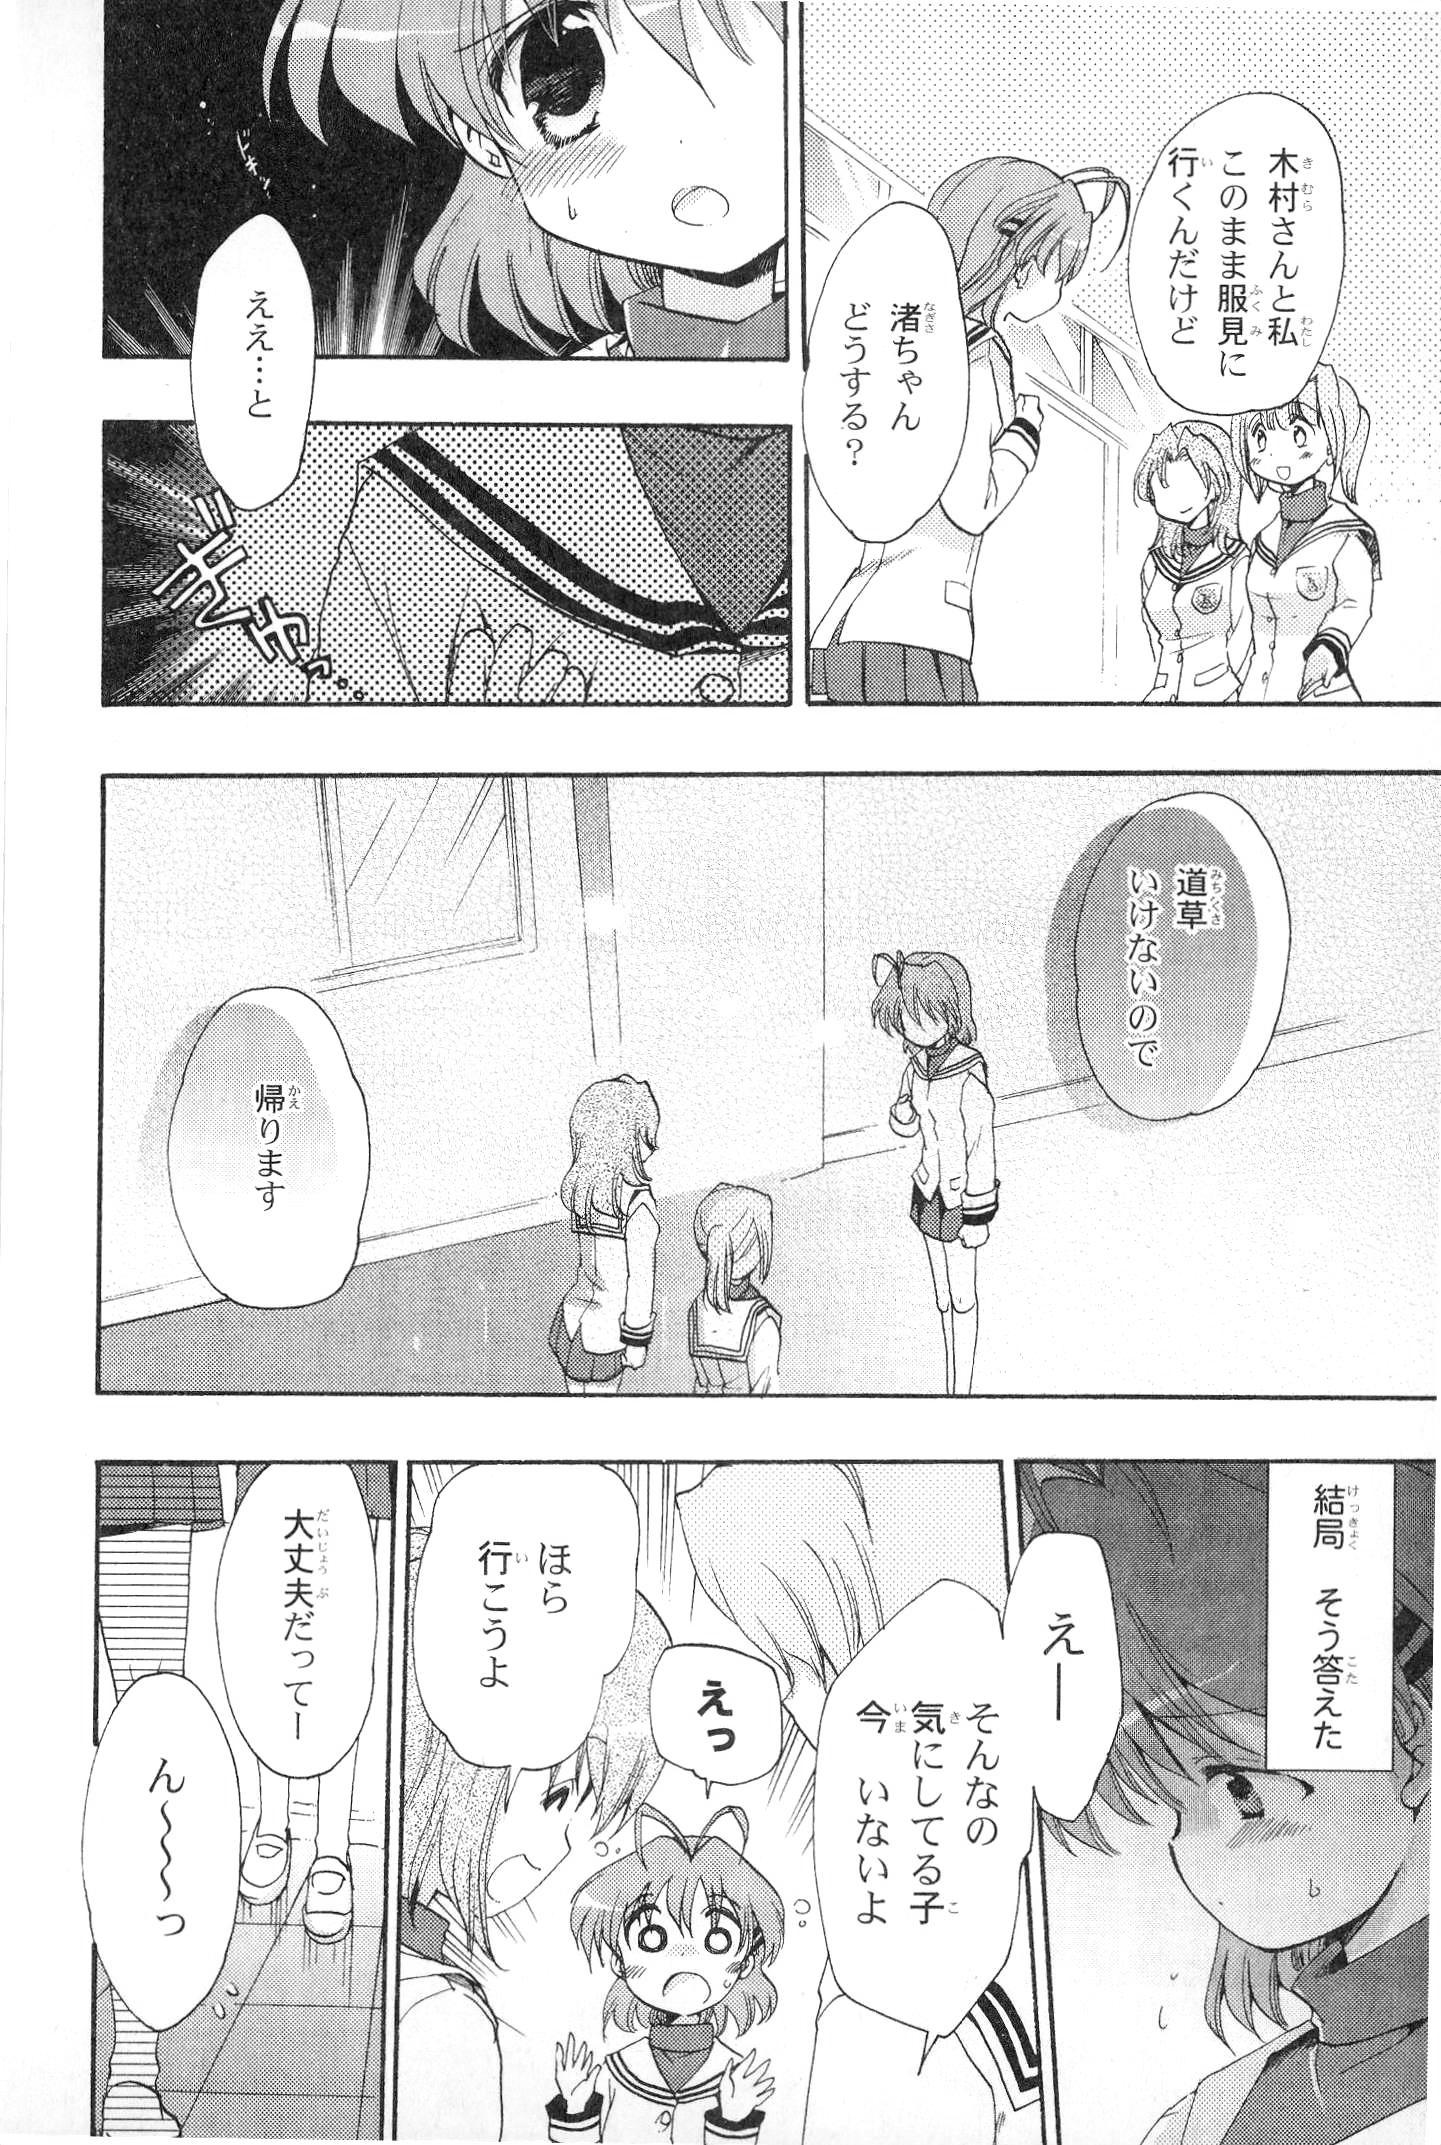 木村さんと私
このまま服見に
行くんだけど
渚ちゃん
どうする?
ドキッ
ええ…と
ギゃっ…
道草
いけないので
帰ります
結局 そう答えた
えー
そんなの
気にしてる子
今 いないよ
えっ
ほら
行こうよ
大丈夫だってー
ん〜〜〜っ